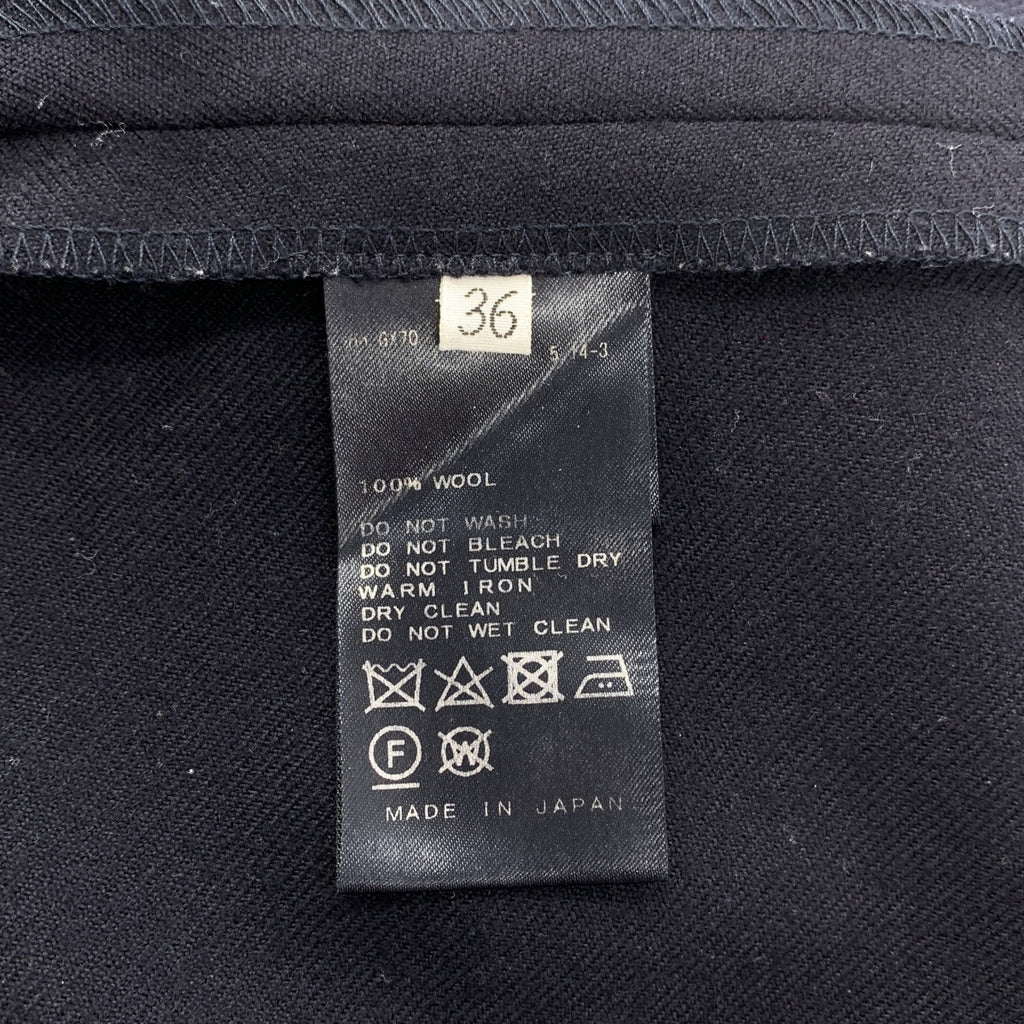 36
GX70
14-3
100% WOOL
DO NOT WASH
DO NOT BLEACH
DO NOT TUMBLE DRY
WARM IRON
DRY CLEAN
DO NOT WET CLEAN
F W
MADE IN JAPAN